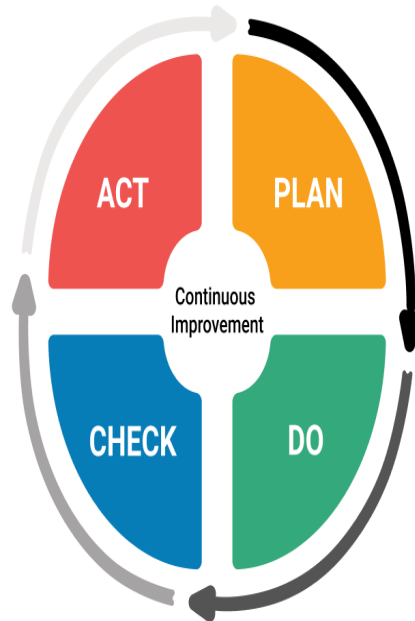 ACT
PLAN
Continuous
Improvement
CHECK
DO